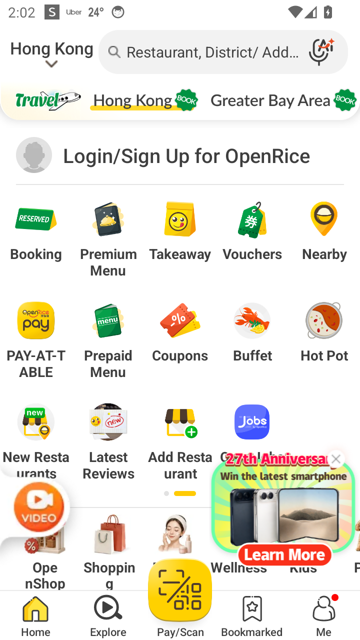 2:02
S
Uber
24°
Hong Kong
Restaurant, District/ Add...
Ai
Travel
Hong Kong
BOOK
Greater Bay Area
BOOK
Login/Sign Up for OpenRice
RESERVED
券
Booking
Premium
Menu
Takeaway
Vouchers
Nearby
OpenRice
pay
menu
%
PAY-AT-T
ABLE
Prepaid
Menu
Coupons
Buffet
Hot Pot
new
new
Jobs
New Resta
urants
Latest
Reviews
Add Resta
urant
27th Anniversary
Win the latest smartphone
Learn More
VIDEO
%
Ope
nShop
Shoppin
g
Wellness
Kids
Home
Explore
Pay/Scan
Bookmarked
Me